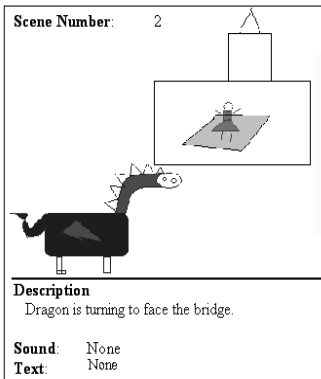 Scene Number: 2
Description
Dragon is turning to face the bridge.
Sound: None
Text: None